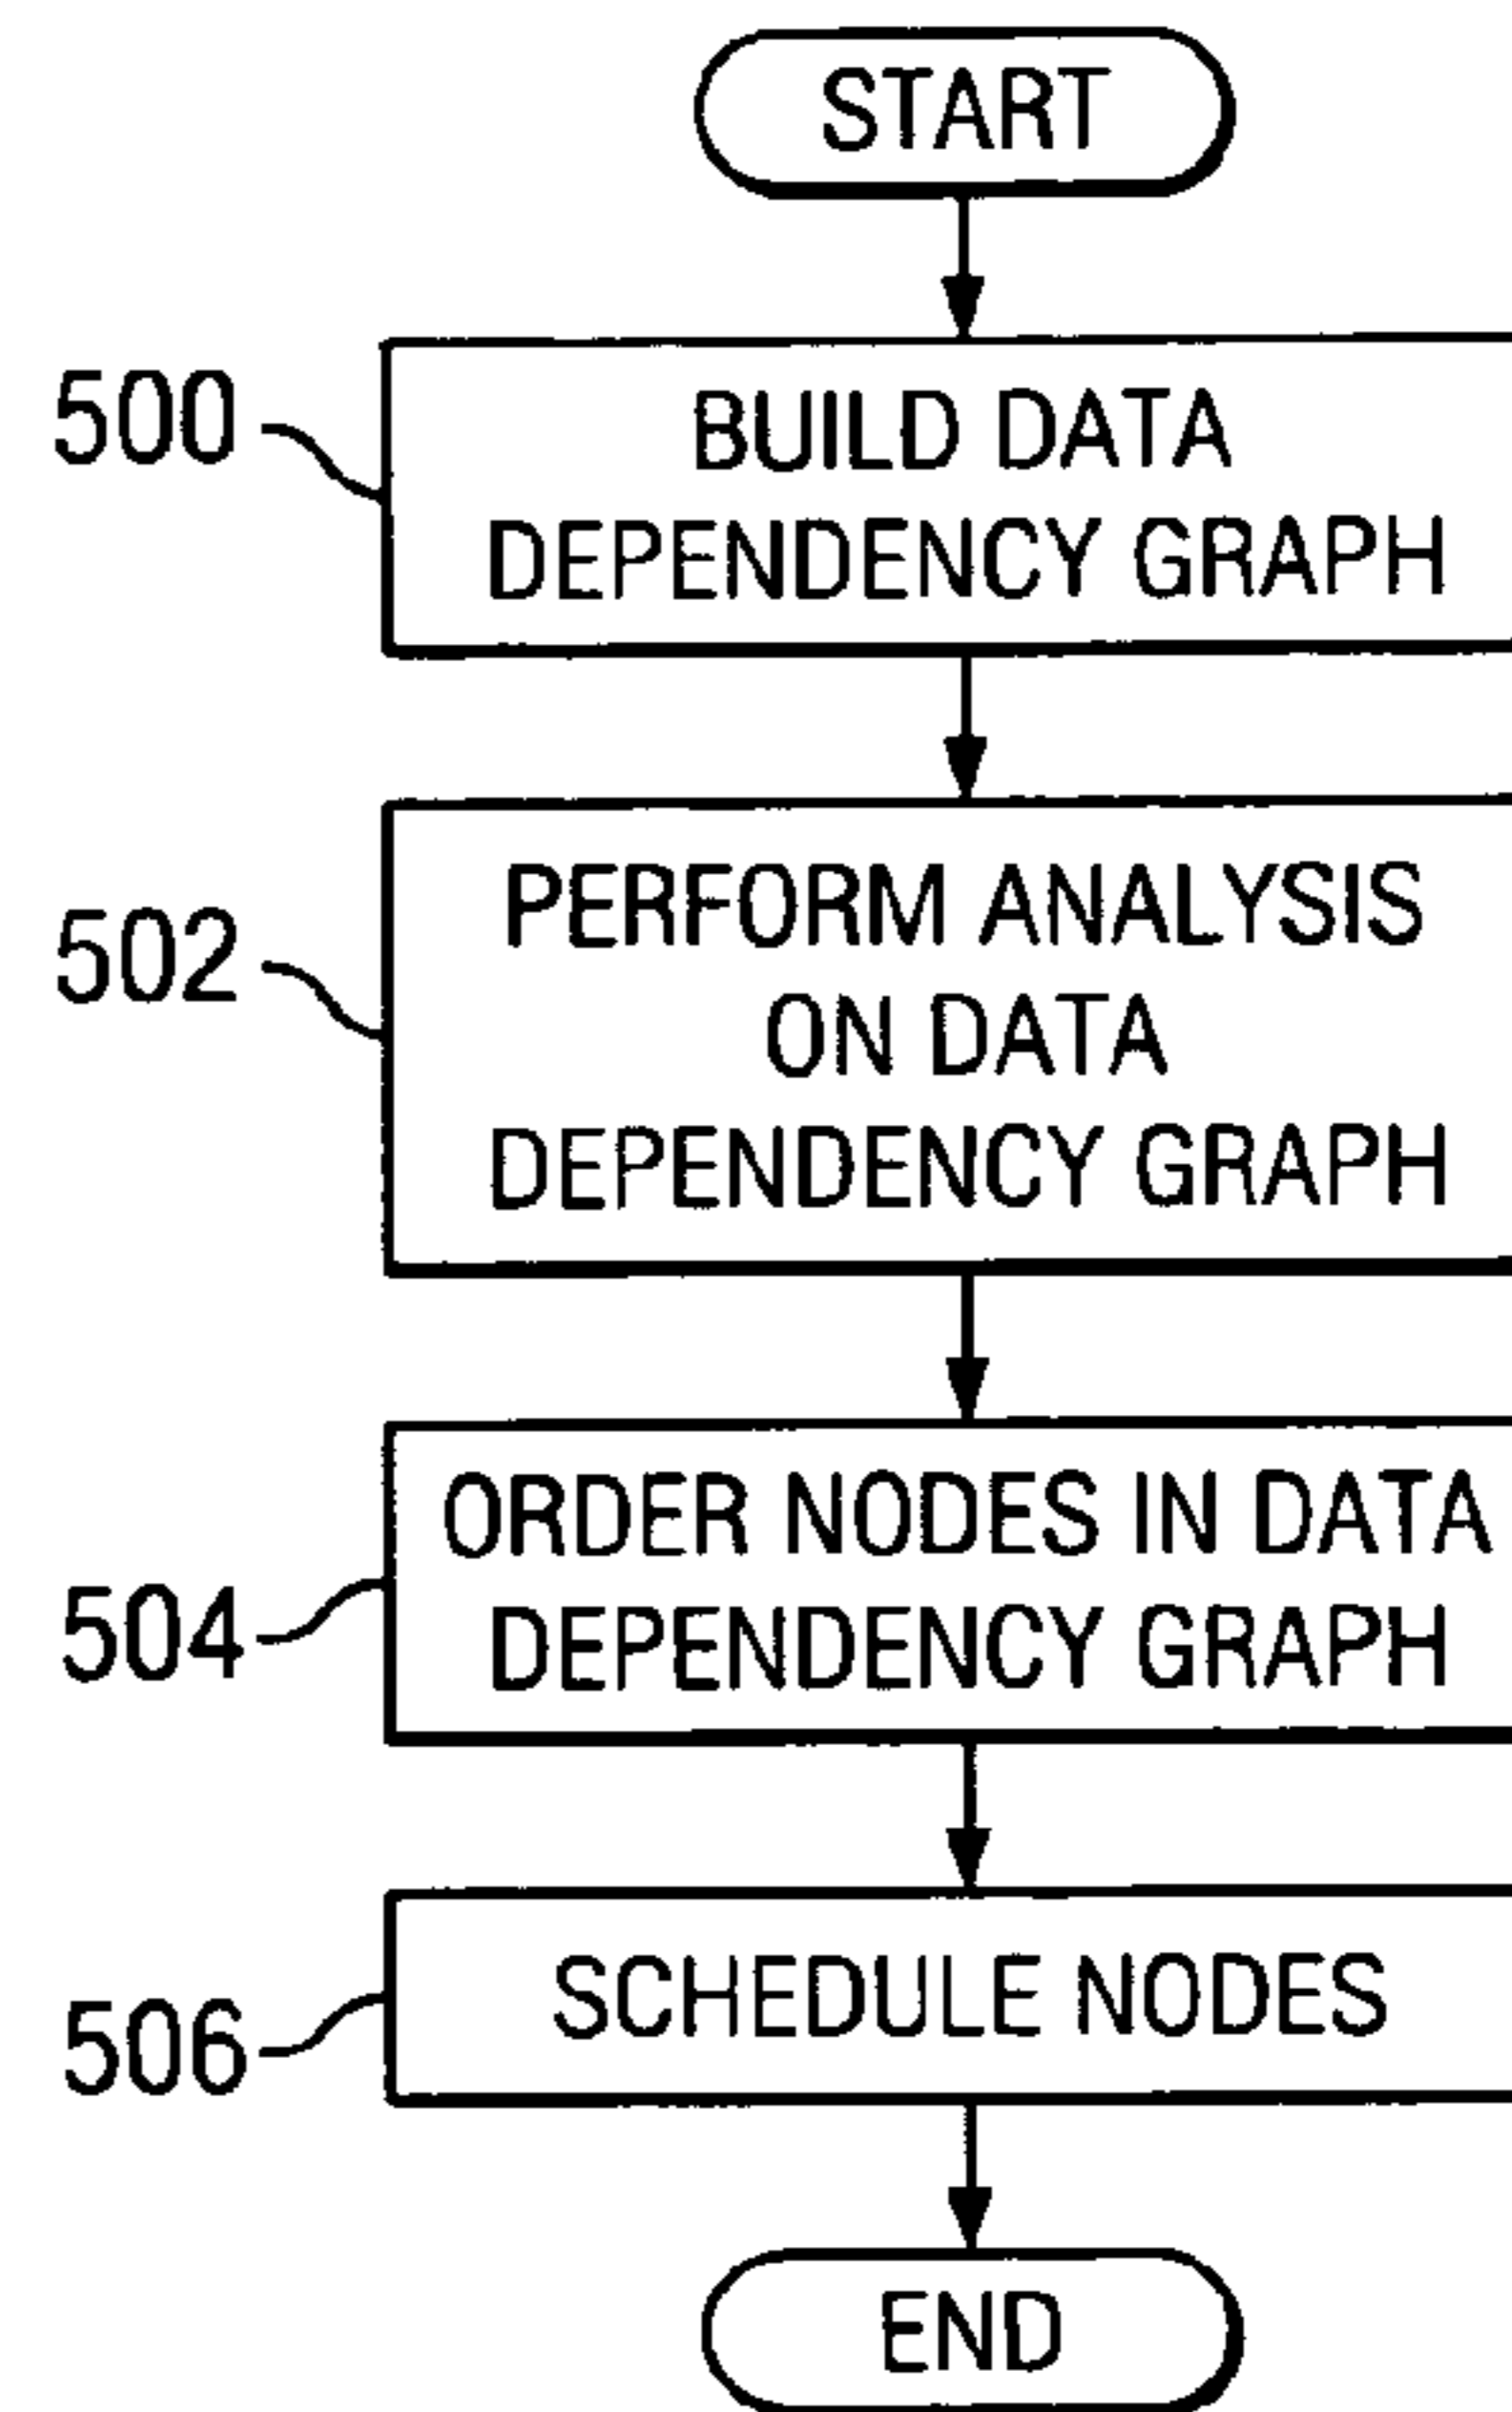 START
500
BUILD DATA
DEPENDENCY GRAPH
502
PERFORM ANALYSIS
ON DATA
DEPENDENCY GRAPH
504
ORDER NODES IN DATA
DEPENDENCY GRAPH
506
SCHEDULE NODES
END